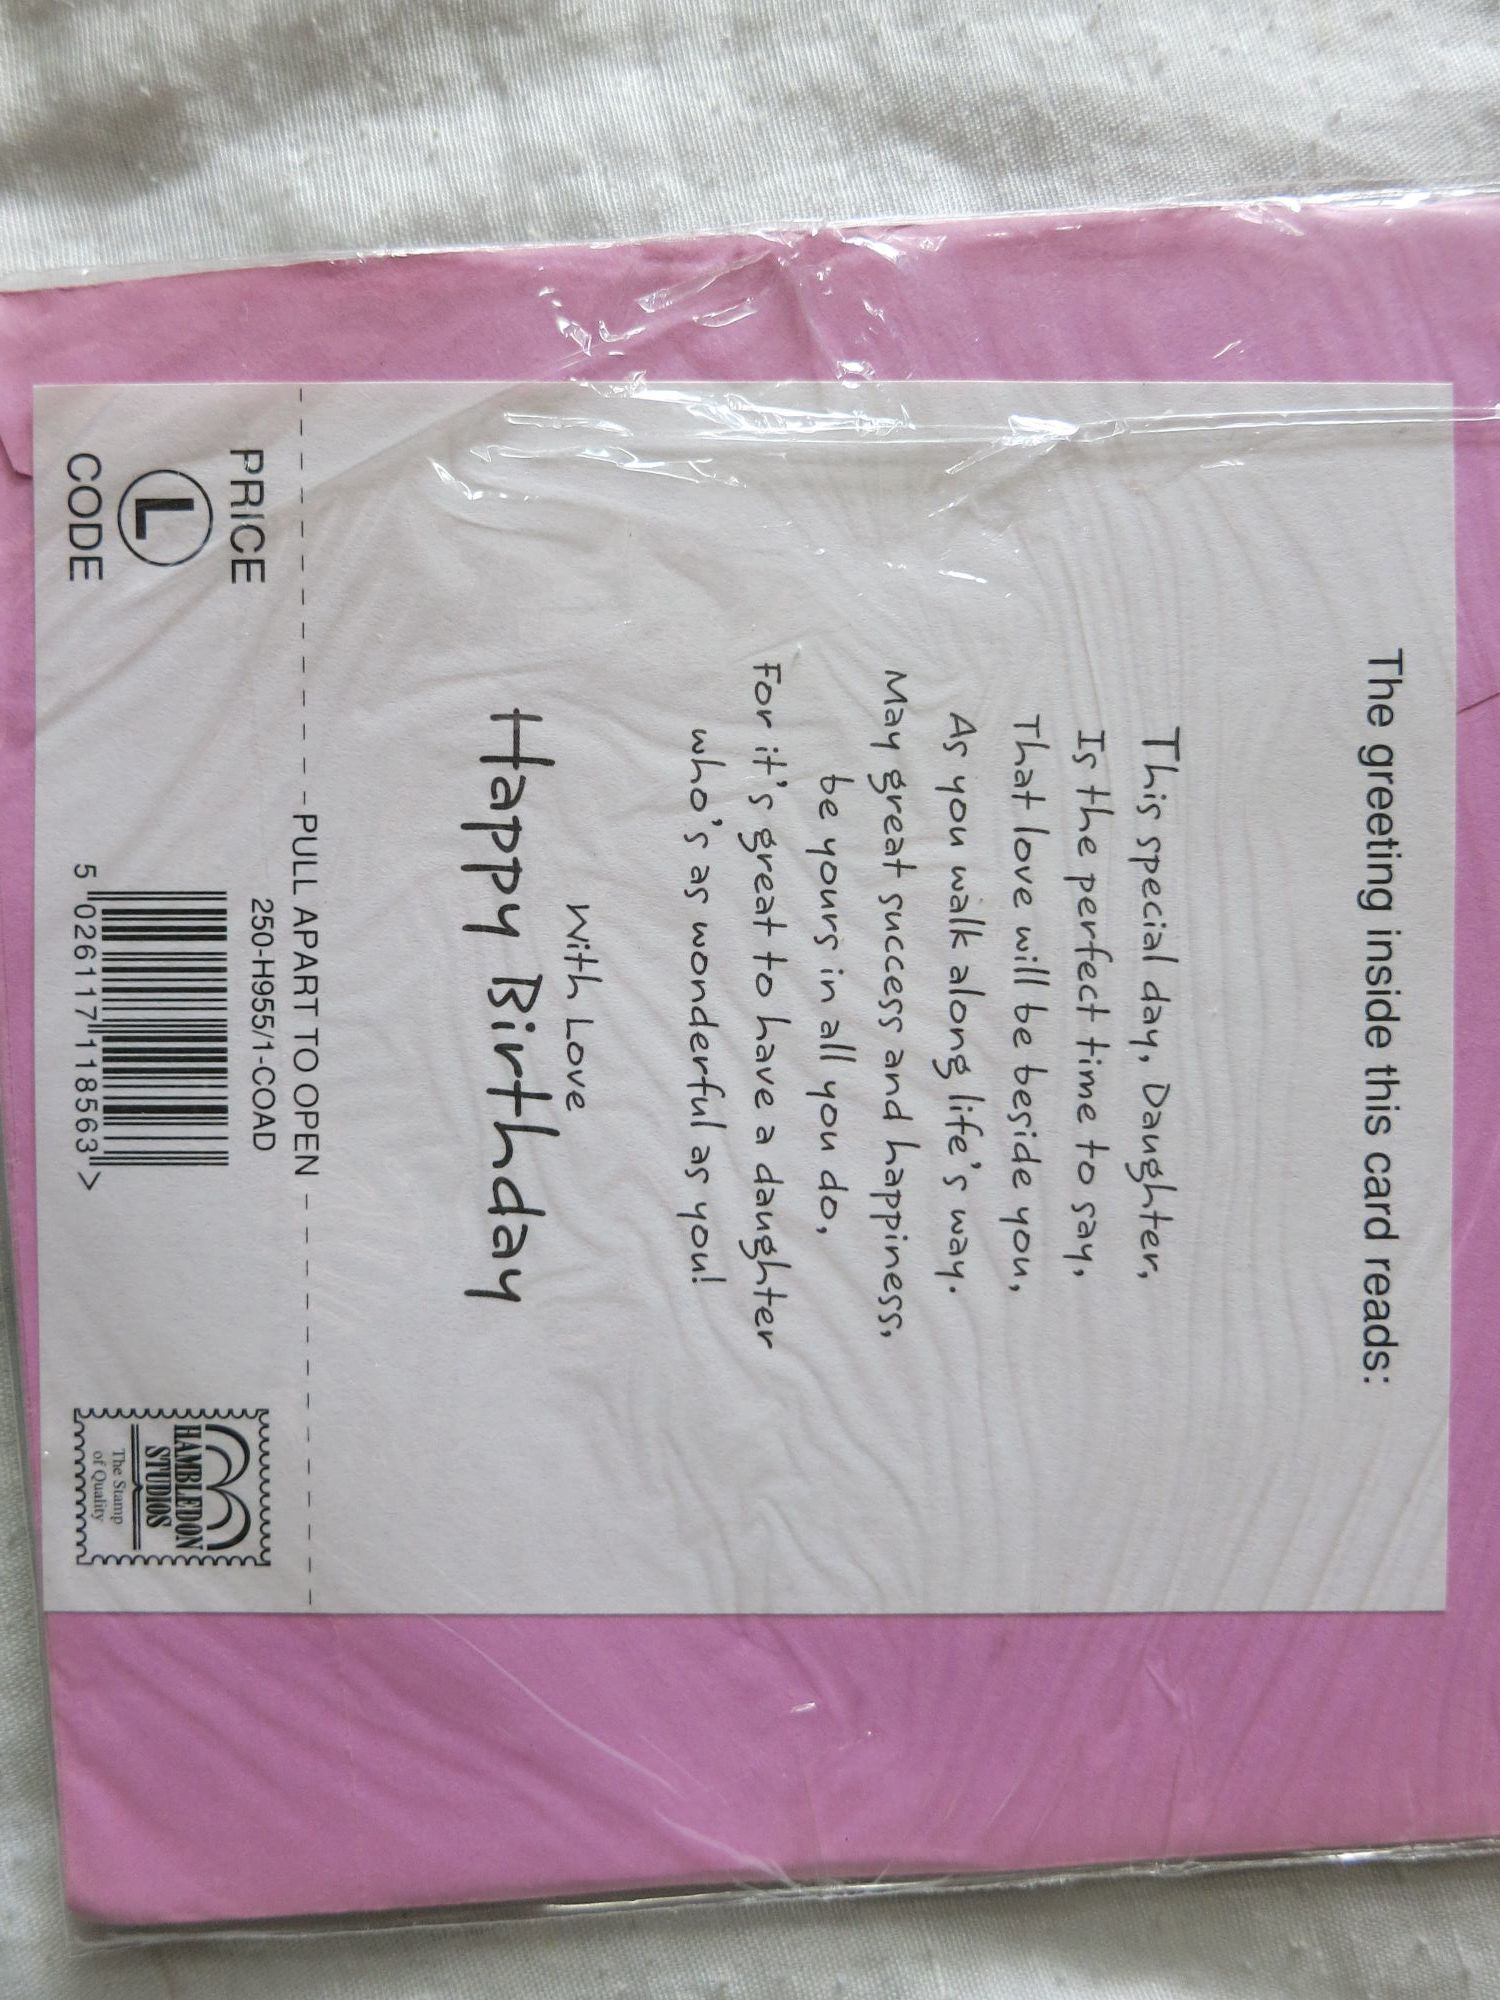 The greeting inside this card reads:
This special day, Daughter,
Is the perfect time to say,
That love will be beside you,
As you walk along life's way.
May great success and happiness,
be yours in all you do,
For it's great to have a daughter
who's as wonderful as you!
With Love
Happy Birthday
PULL APART TO OPEN
PRICE
L
CODE
250-H955/1-COAD
5 026117 118563 >
HAMBLEDON
STUDIOS
The Stamp
of Quality